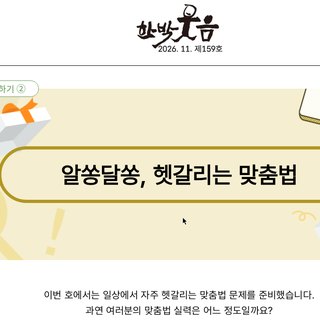 한박웃음
2026. 11. 제159호
하기 ②
알쏭달쏭, 헷갈리는 맞춤법
R!
이번 호에서는 일상에서 자주 헷갈리는 맞춤법 문제를 준비했습니다.
과연 여러분의 맞춤법 실력은 어느 정도일까요?